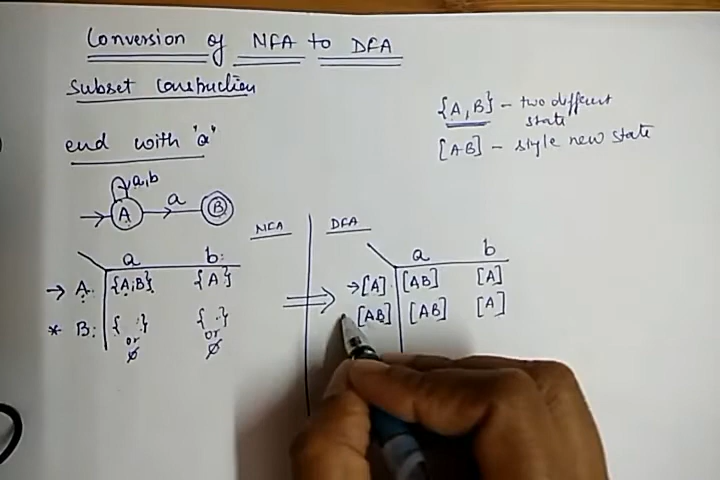 Conversion of NFA to DFA
Subset Construction
{A, B} - two different
state
[AB] - single new state
end with 'a'
a,b
A a B
NFA DFA
a b:
→ A: {A,B} {A}
* B: {.} {.}
or or
ϕ ϕ
a b
→ [A] [AB] [A]
[AB] [AB] [A]